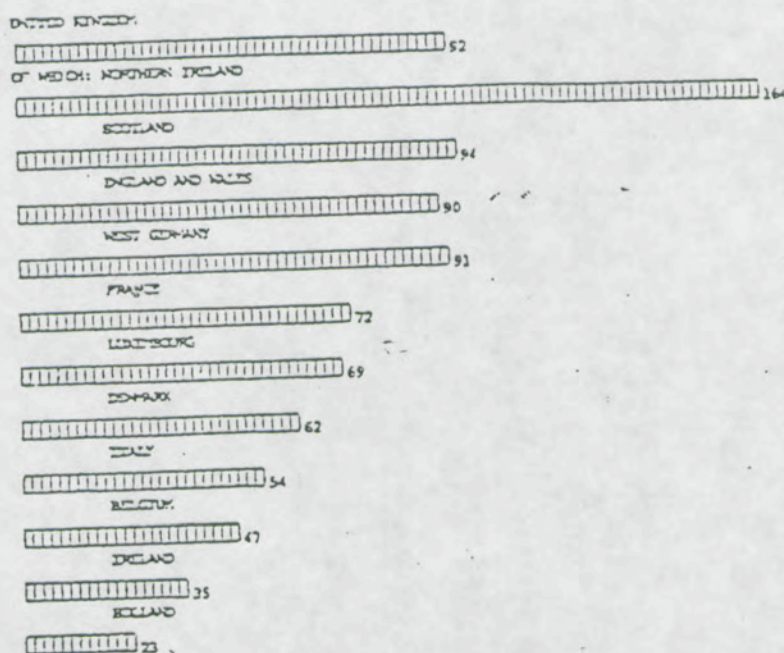 UNITED KINGDOM
92
OF WHICH: NORTHERN IRELAND
164
SCOTLAND
94
ENGLAND AND WALES
90
WEST GERMANY
91
FRANCE
72
LUXEMBOURG
69
DENMARK
62
ITALY
54
BELGIUM
47
IRELAND
35
HOLLAND
23